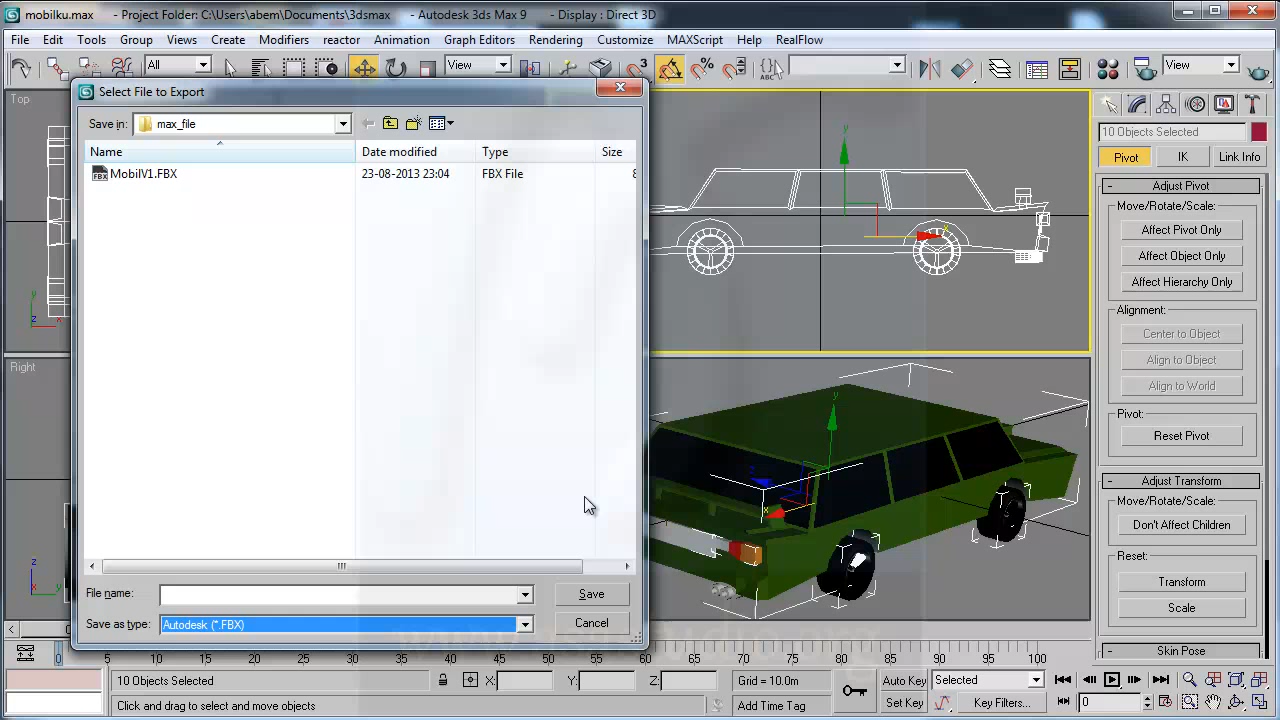 mobilku.max - Project Folder: C:\Users\abem\Documents\3dsmax - Autodesk 3ds Max 9 - Display : Direct 3D
File Edit Tools Group Views Create Modifiers reactor Animation Graph Editors Rendering Customize MAXScript Help RealFlow
All View 3 % ABC View
Top
Select File to Export
Save in: max_file
Name Date modified Type Size
MobilV1.FBX 23-08-2013 23:04 FBX File 8
File name: Save
Save as type: Autodesk (*.FBX) Cancel
y
x
y
z
x
Right
z
x y
y
z
x
10 Objects Selected
Pivot IK Link Info
- Adjust Pivot
Move/Rotate/Scale:
Affect Pivot Only
Affect Object Only
Affect Hierarchy Only
Alignment:
Center to Object
Align to Object
Align to World
Pivot:
Reset Pivot
- Adjust Transform
Move/Rotate/Scale:
Don't Affect Children
Reset:
Transform
Scale
- Skin Pose
0 5 10 15 20 25 30 35 40 45 50 55 60 65 70 75 80 85 90 95 100
10 Objects Selected X: Y: Z: Grid = 10.0m Auto Key Selected
Click and drag to select and move objects Add Time Tag Set Key Key Filters... 0